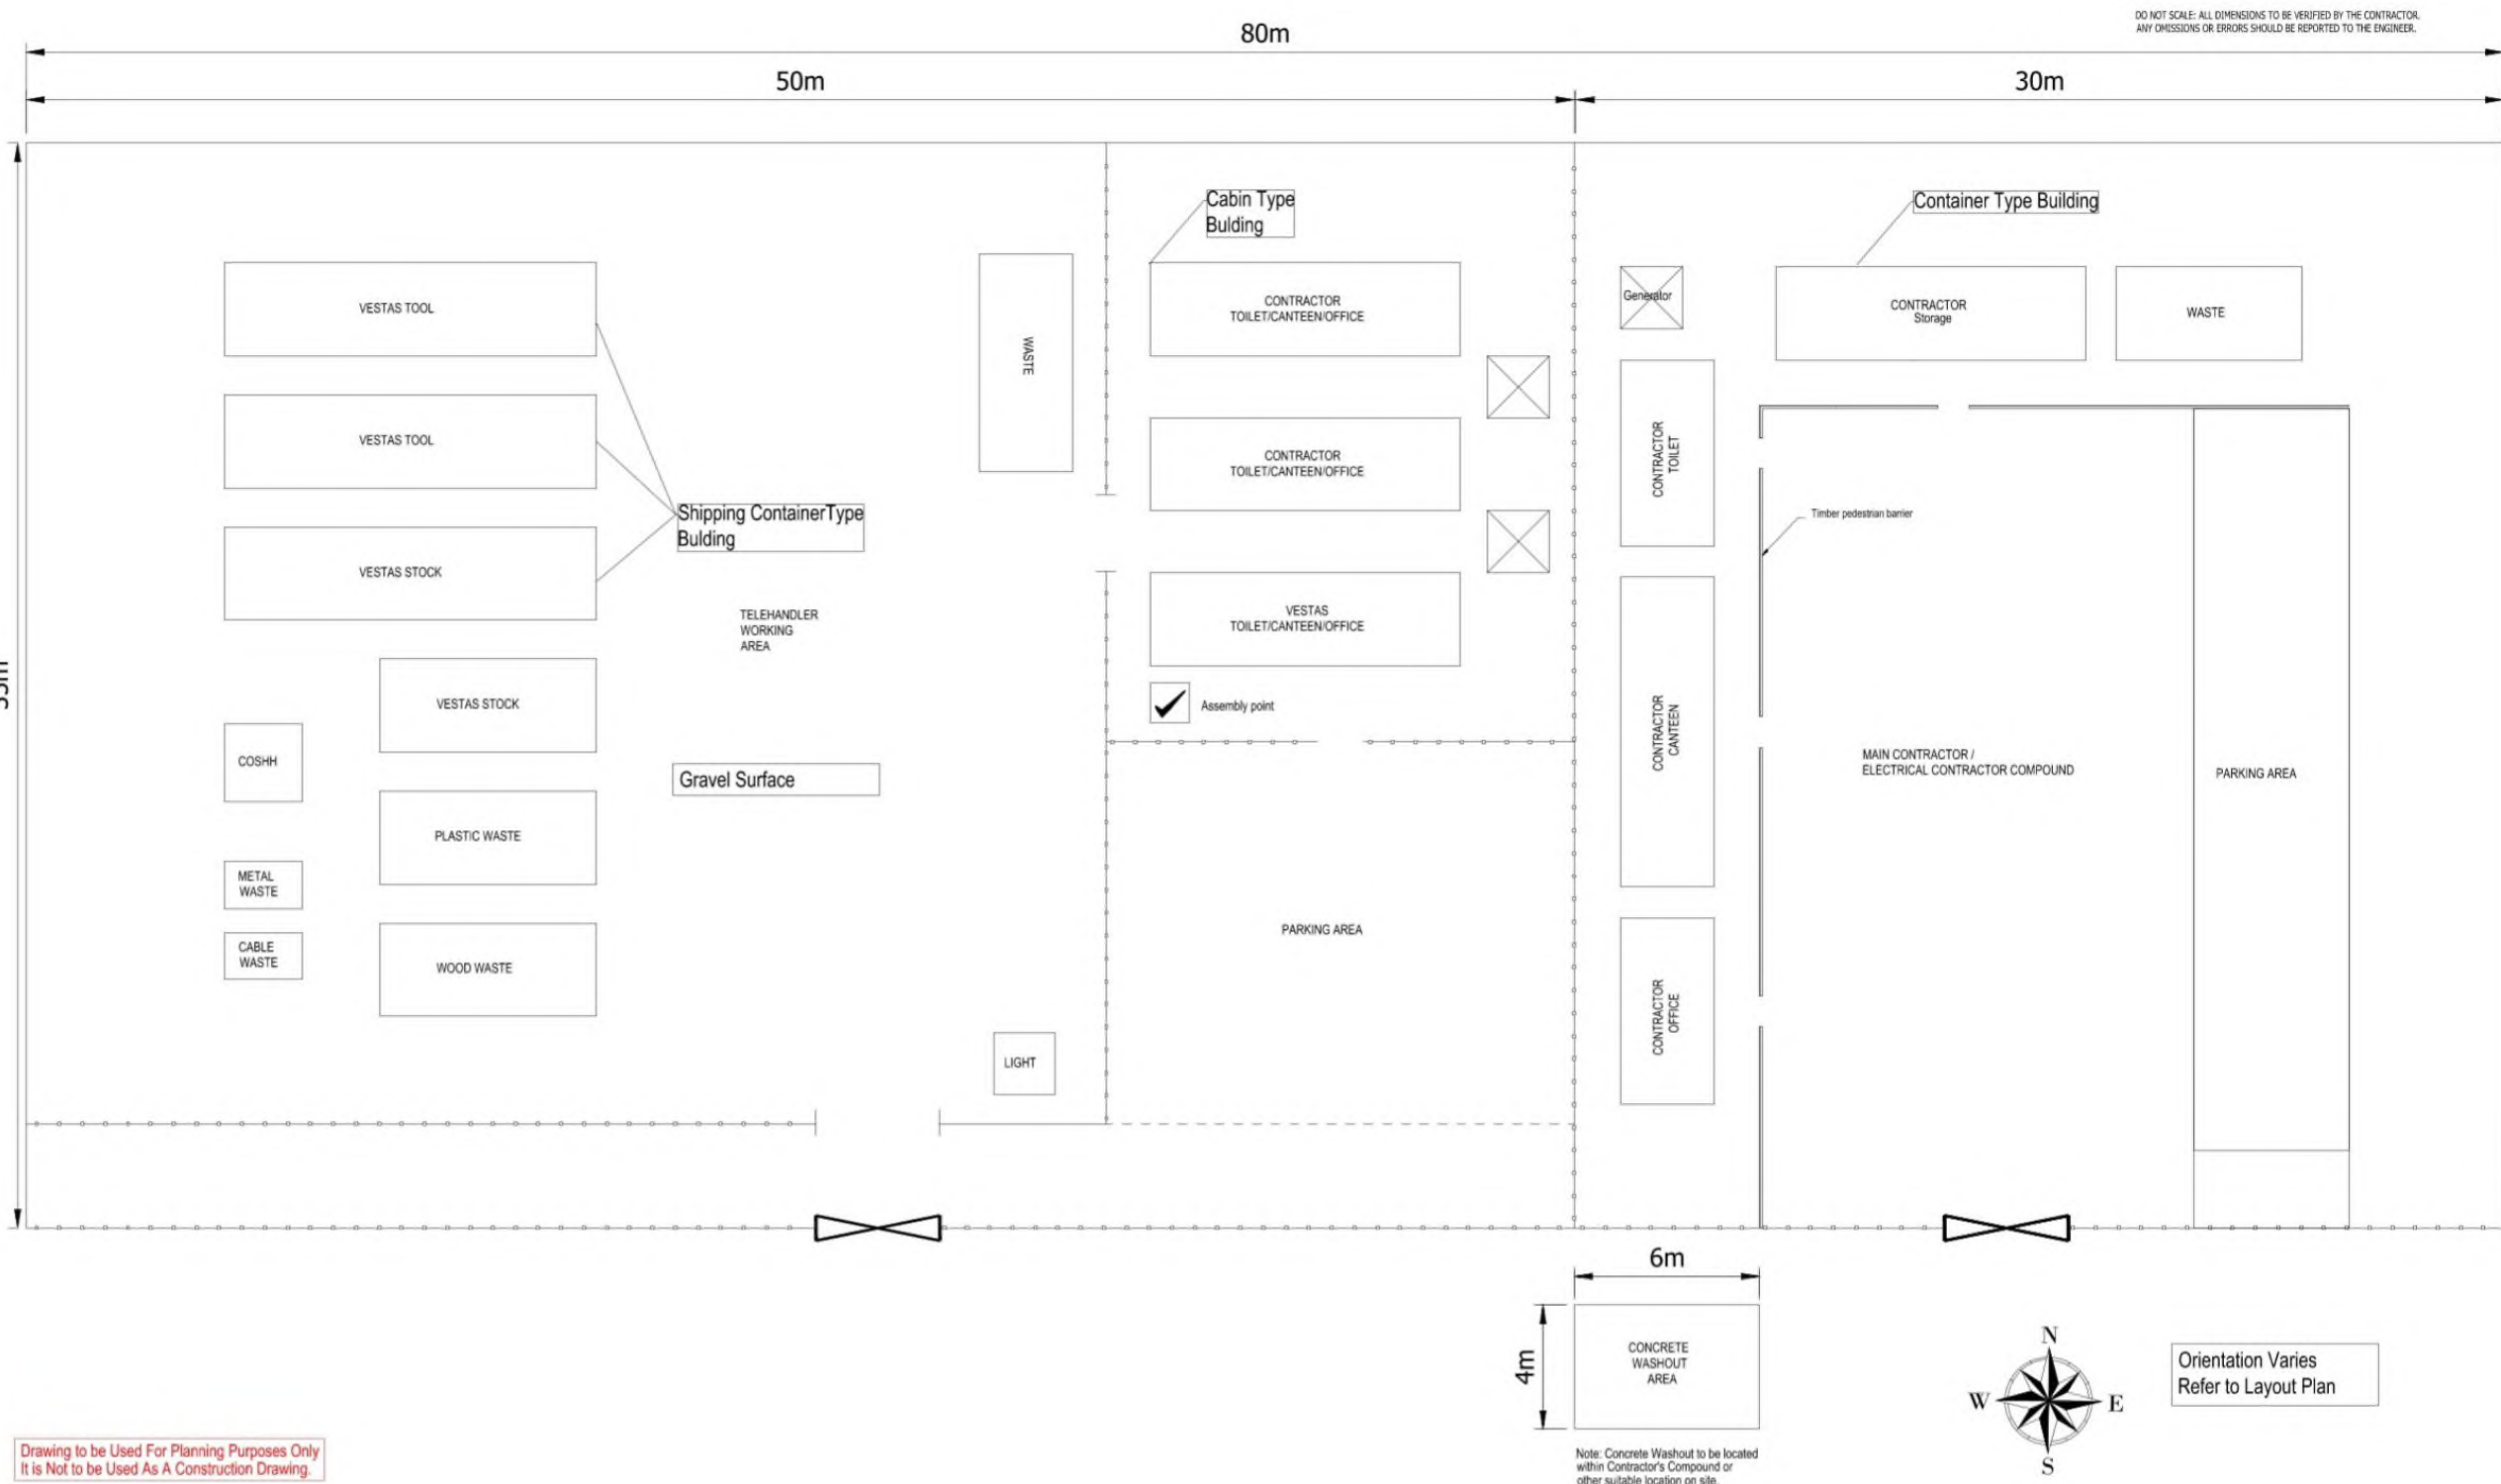 DO NOT SCALE: ALL DIMENSIONS TO BE VERIFIED BY THE CONTRACTOR.
ANY OMISSIONS OR ERRORS SHOULD BE REPORTED TO THE ENGINEER.
80m
50m
30m
Cabin Type
Bulding
Container Type Building
VESTAS TOOL
WASTE
CONTRACTOR
TOILET/CANTEEN/OFFICE
Generator
CONTRACTOR
Storage
WASTE
VESTAS TOOL
CONTRACTOR
TOILET/CANTEEN/OFFICE
CONTRACTOR
TOILET
Shipping ContainerType
Bulding
Timber pedestrian barrier
VESTAS STOCK
TELEHANDLER
WORKING
AREA
VESTAS
TOILET/CANTEEN/OFFICE
VESTAS STOCK
Assembly point
CONTRACTOR
CANTEEN
COSHH
Gravel Surface
MAIN CONTRACTOR /
ELECTRICAL CONTRACTOR COMPOUND
PARKING AREA
PLASTIC WASTE
METAL
WASTE
CABLE
WASTE
WOOD WASTE
PARKING AREA
CONTRACTOR
OFFICE
LIGHT
6m
4m
CONCRETE
WASHOUT
AREA
N
W
E
S
Orientation Varies
Refer to Layout Plan
Note: Concrete Washout to be located
within Contractor's Compound or
other suitable location on site.
Drawing to be Used For Planning Purposes Only
It is Not to be Used As A Construction Drawing.